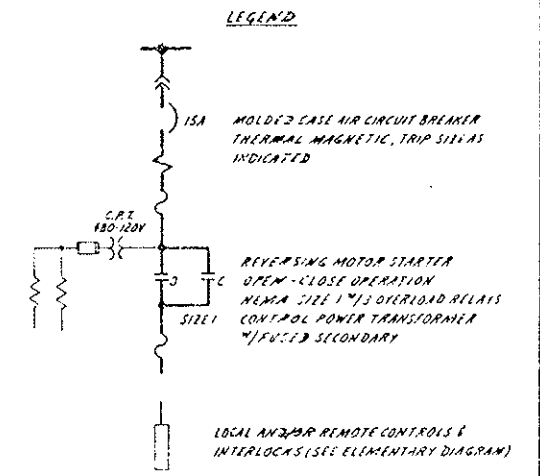 LEGEND
15A
MOLDED CASE AIR CIRCUIT BREAKER
THERMAL MAGNETIC, TRIP SIZE AS
INDICATED
C.P.T.
480-120V
O
C
SIZE 1
REVERSING MOTOR STARTER
OPEN - CLOSE OPERATION
NEMA SIZE 1 W/3 OVERLOAD RELAYS
CONTROL POWER TRANSFORMER
W/FUSED SECONDARY
LOCAL AND/OR REMOTE CONTROLS &
INTERLOCKS (SEE ELEMENTARY DIAGRAM)